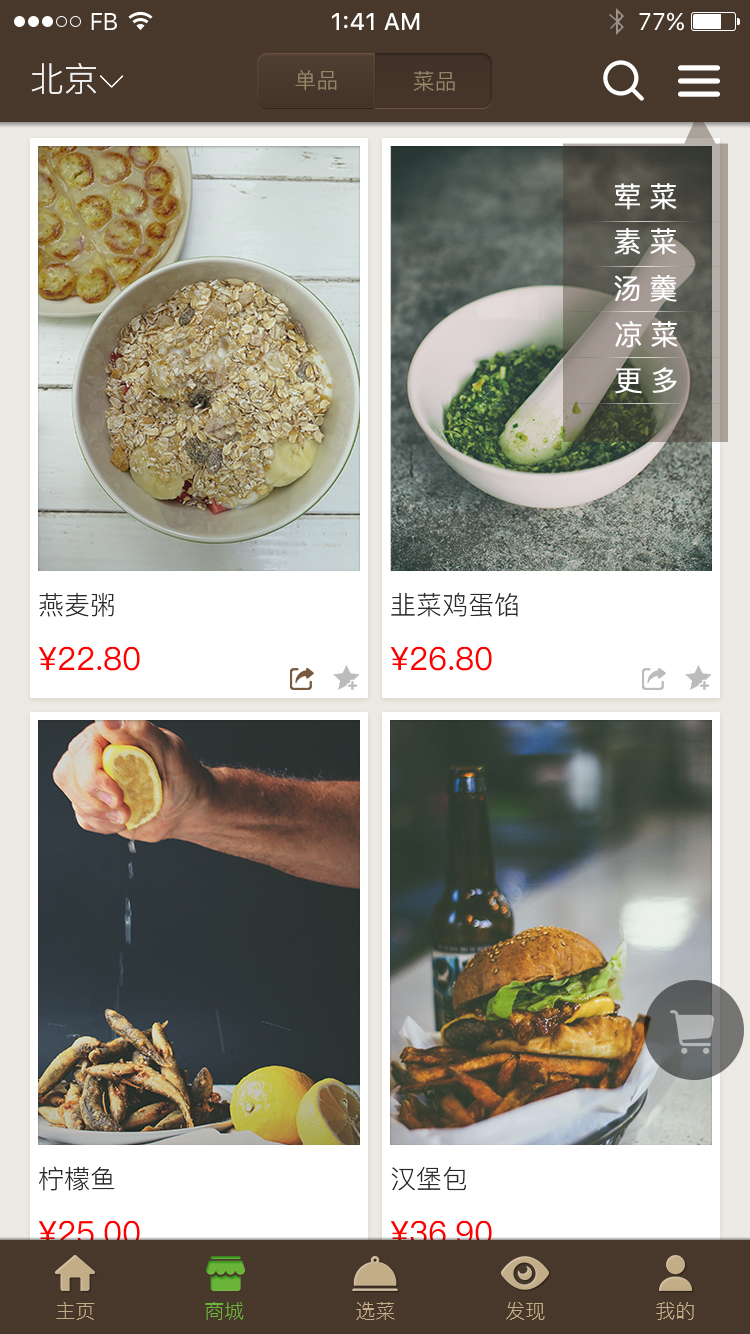 FB 1:41 AM 77%
北京 单品 菜品
荤菜
素菜
汤羹
凉菜
更多
燕麦粥
¥22.80
韭菜鸡蛋馅
¥26.80
柠檬鱼
¥25.00
汉堡包
¥36.90
主页 商城 选菜 发现 我的